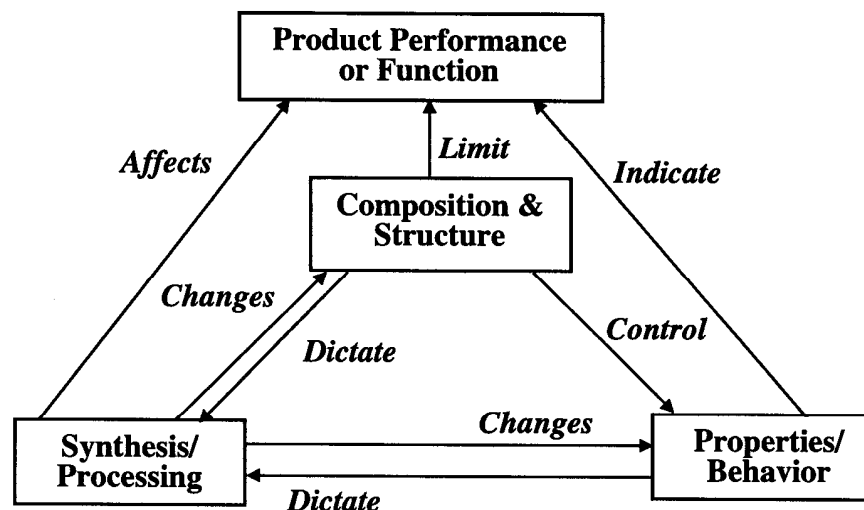 Product Performance
or Function
Affects
Limit
Indicate
Composition &
Structure
Changes
Dictate
Control
Synthesis/
Processing
Changes
Dictate
Properties/
Behavior